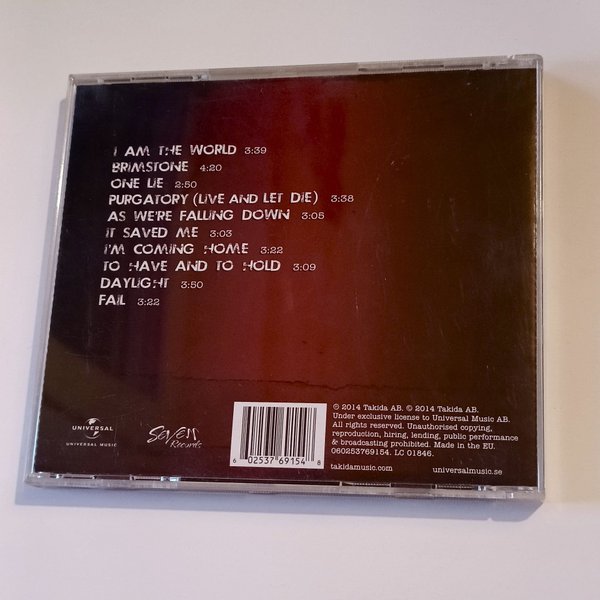 I AM THE WORLD 3:39
BRIMSTONE 4:20
ONE LIE 2:50
PURGATORY (LIVE AND LET DIE) 3:38
AS WE'RE FALLING DOWN 3:05
IT SAVED ME 3:03
I'M COMING HOME 3:22
TO HAVE AND TO HOLD 3:09
DAYLIGHT 3:50
FAIL 3:22
UNIVERSAL
UNIVERSAL MUSIC
Seven
Records
6 02537 69154 8
℗ 2014 Takida AB. © 2014 Takida AB.
Under exclusive license to Universal Music AB.
All rights reserved. Unauthorised copying,
reproduction, hiring, lending, public performance
& broadcasting prohibited. Made in the EU.
060253769154. LC 01846.
takidamusic.com
universalmusic.se